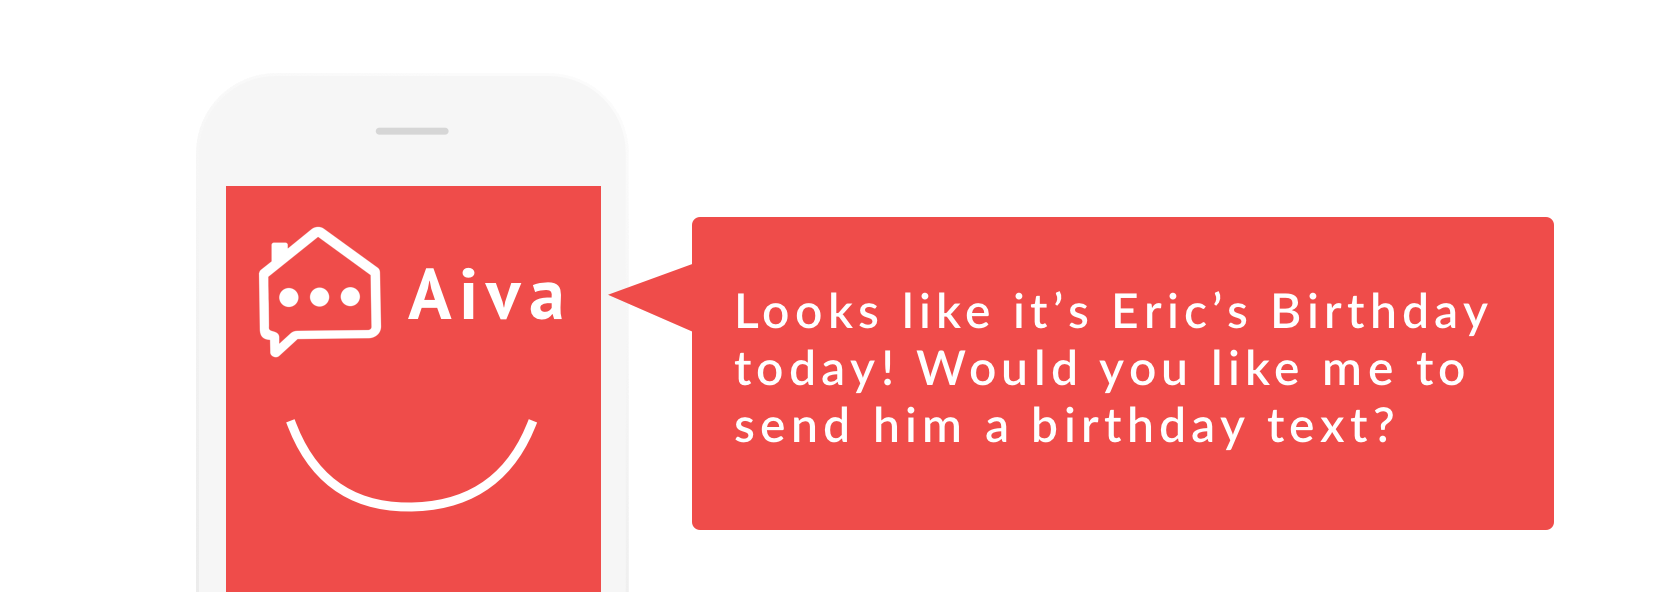 Aiva
Looks like it’s Eric’s Birthday
today! Would you like me to
send him a birthday text?